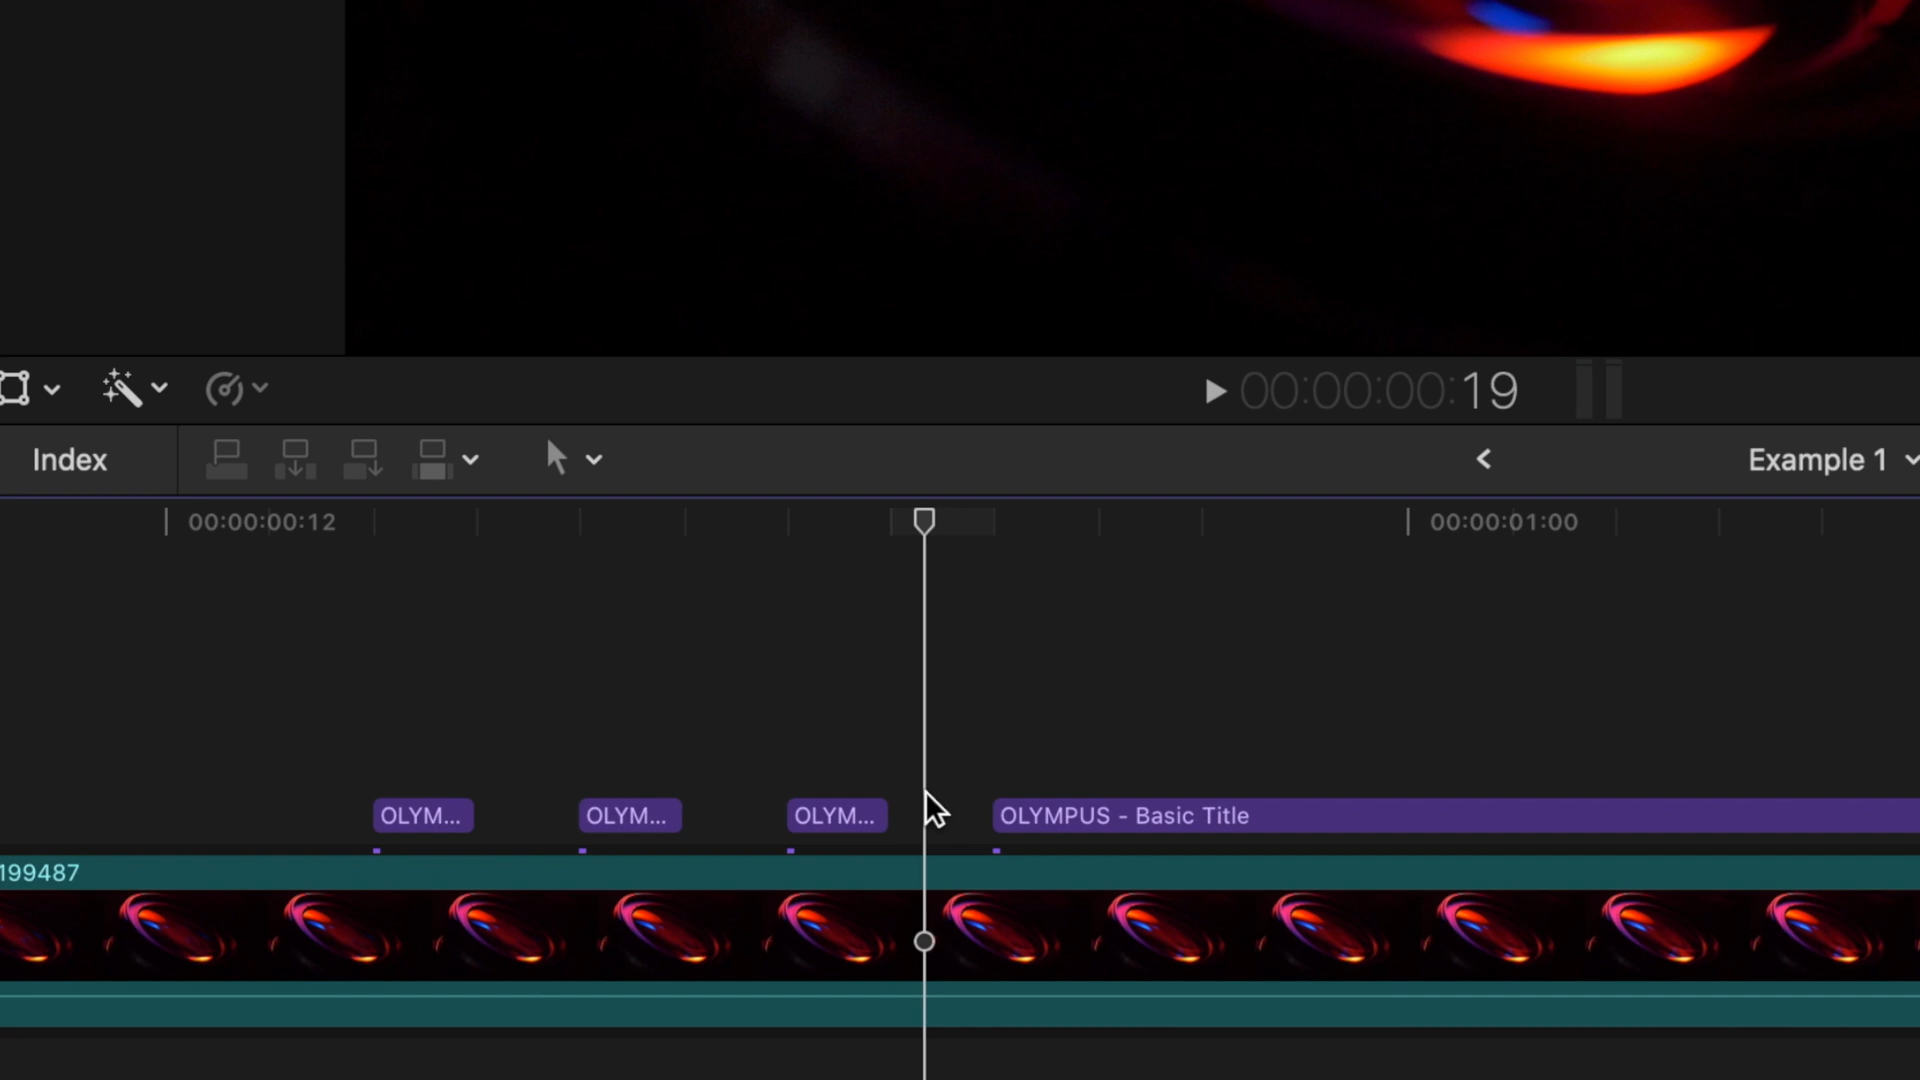 00:00:00:19
Index
Example 1
00:00:00:12
00:00:01:00
OLYM...
OLYM...
OLYM...
OLYMPUS - Basic Title
199487